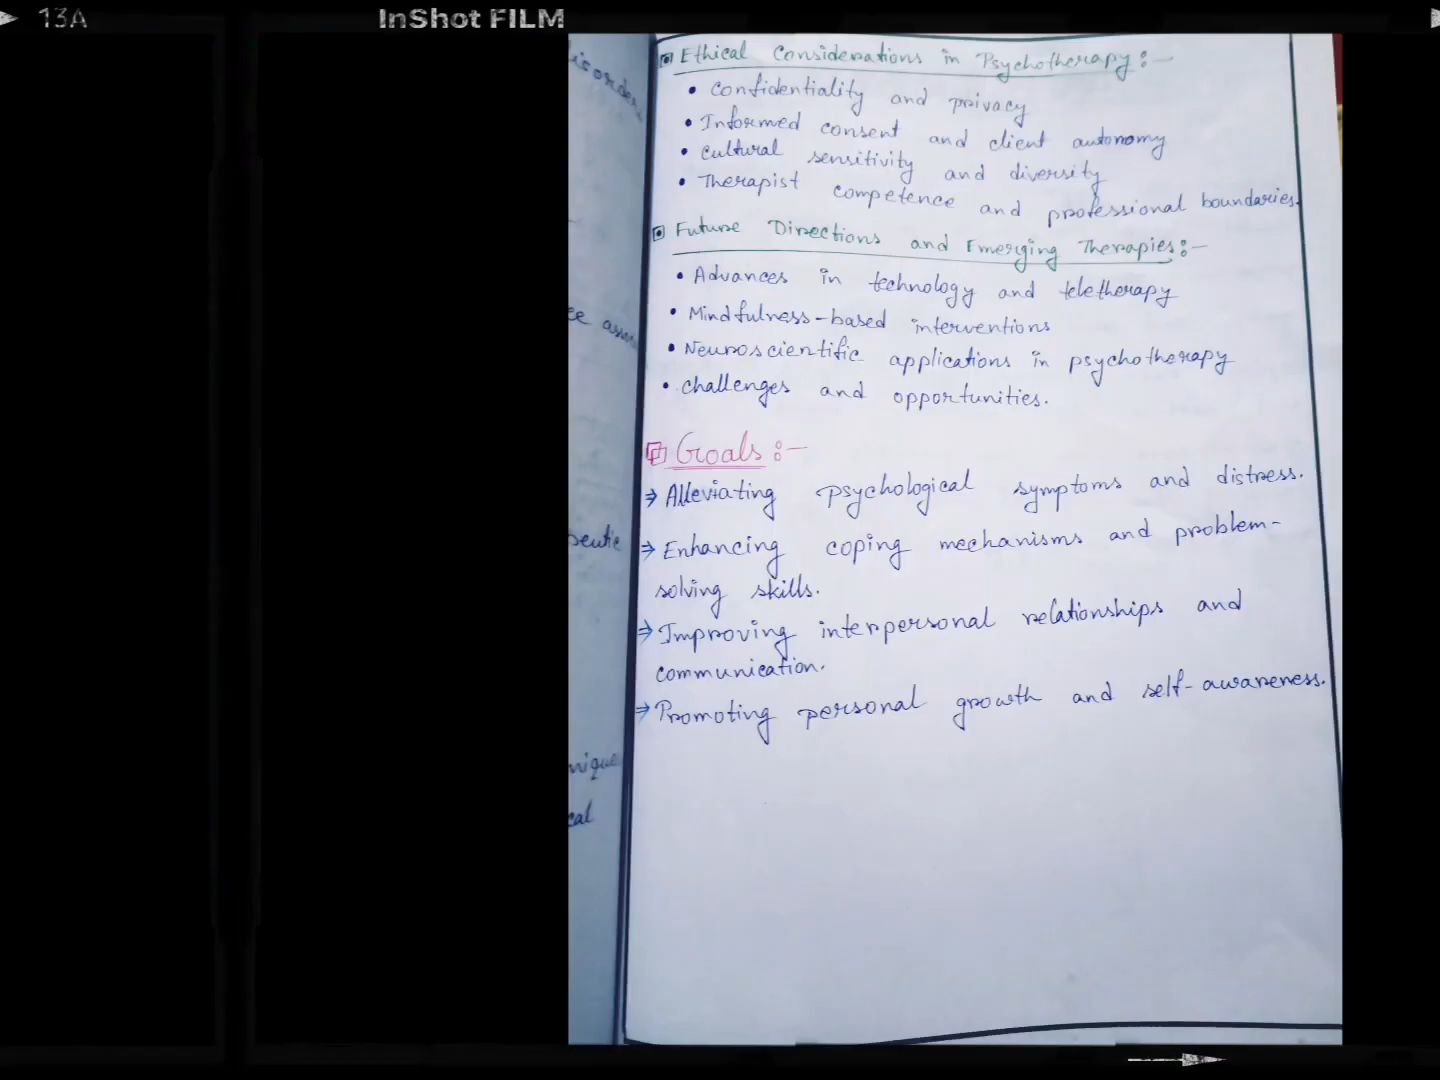 13A
InShot FILM
Ethical Considerations in Psychotherapy:-
• Confidentiality and privacy
• Informed consent and client autonomy
• cultural sensitivity and diversity
• Therapist competence and professional boundaries.
Future Directions and Emerging Therapies:-
• Advances in technology and teletherapy
• Mindfulness-based interventions
• Neuroscientific applications in psychotherapy
• challenges and opportunities.
Goals:-
⇒ Alleviating psychological symptoms and distress.
⇒ Enhancing coping mechanisms and problem-
solving skills.
⇒ Improving interpersonal relationships and
communication.
⇒ Promoting personal growth and self-awareness.